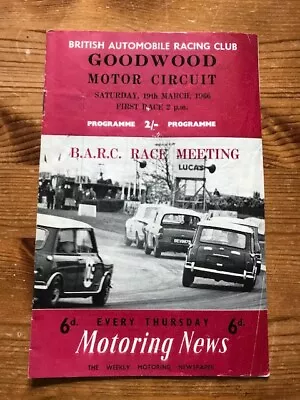 BRITISH AUTOMOBILE RACING CLUB
GOODWOOD
MOTOR CIRCUIT
SATURDAY, 19th MARCH, 1966
FIRST RACE 2 p.m.
PROGRAMME 2/- PROGRAMME
B.A.R.C. RACE MEETING
LUCAS
6d. EVERY THURSDAY 6d.
Motoring News
THE WEEKLY MOTORING NEWSPAPER